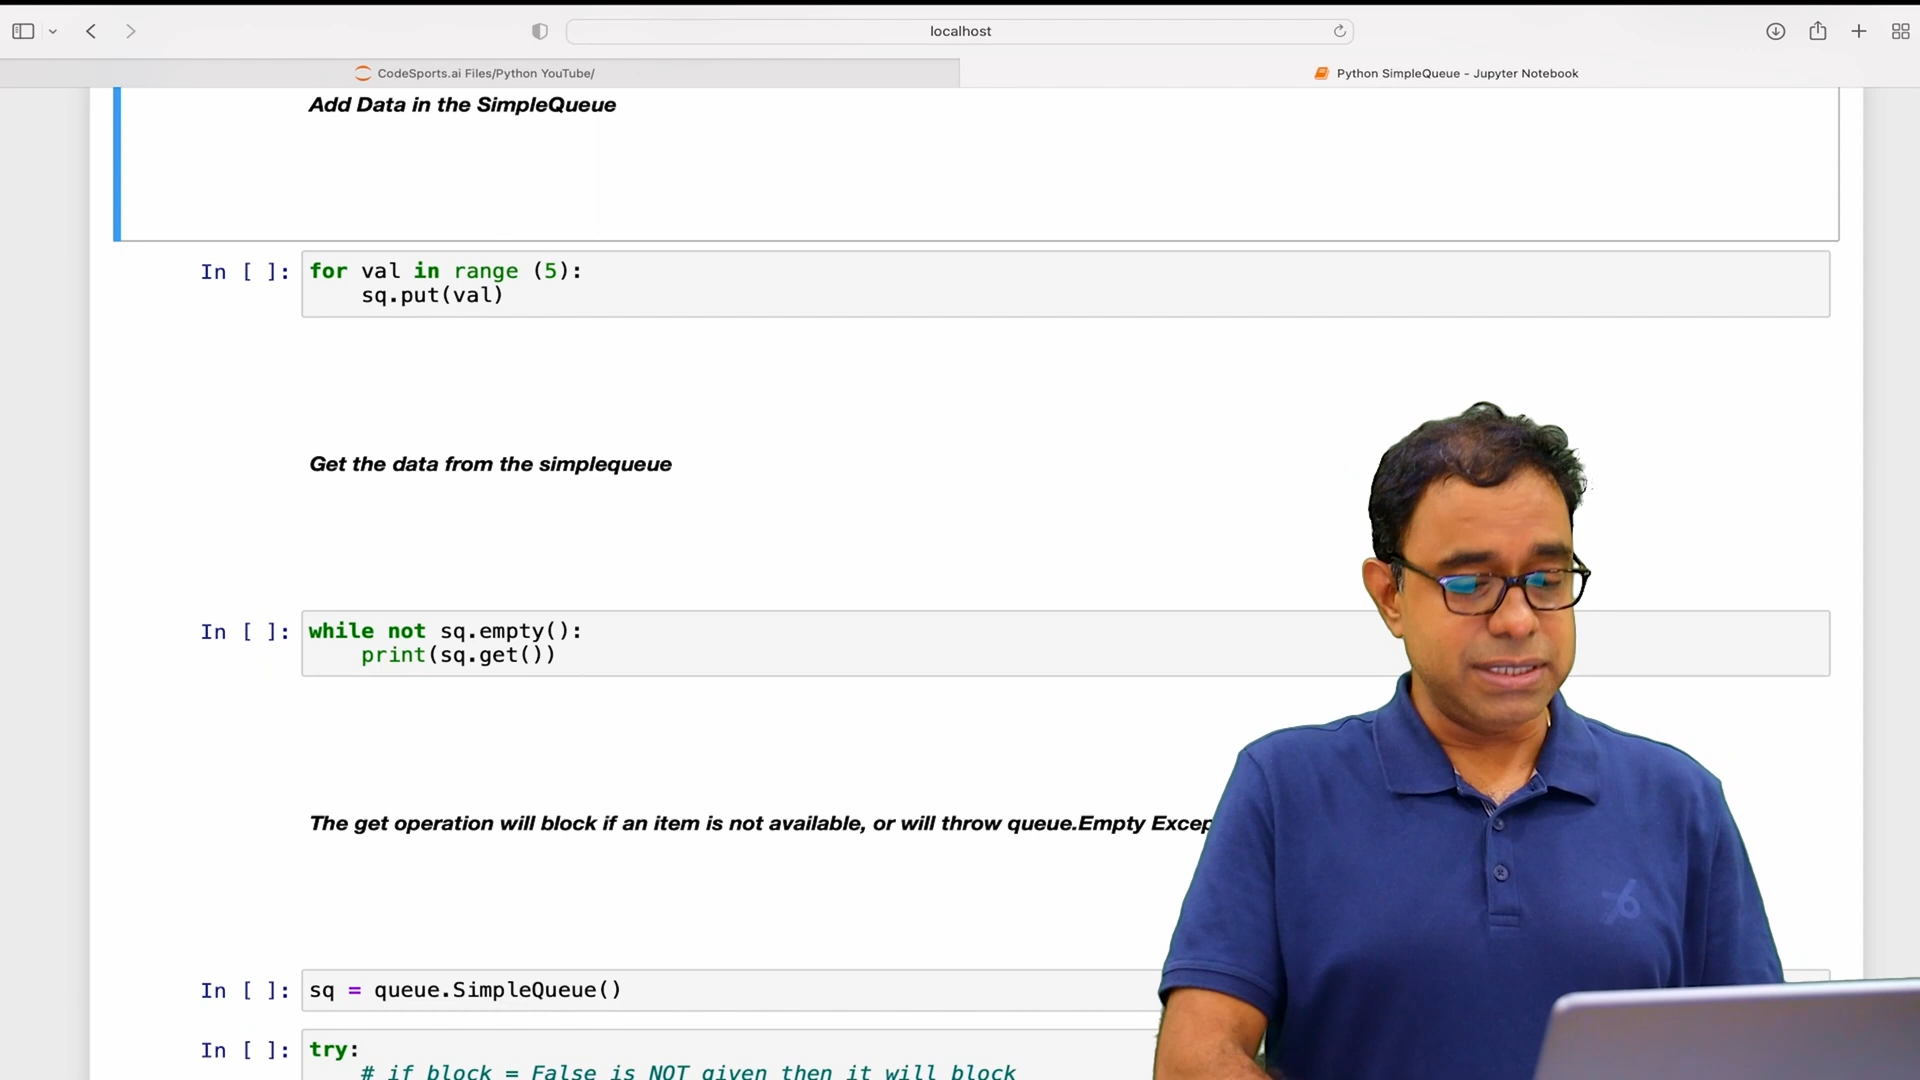 localhost
CodeSports.ai Files/Python YouTube/
Python SimpleQueue - Jupyter Notebook
Add Data in the SimpleQueue
In [ ]: for val in range (5):
sq.put(val)
Get the data from the simplequeue
In [ ]: while not sq.empty():
print(sq.get())
The get operation will block if an item is not available, or will throw queue.Empty
In [ ]: sq = queue.SimpleQueue()
In [ ]: try:
# if block = False is NOT given then it will block